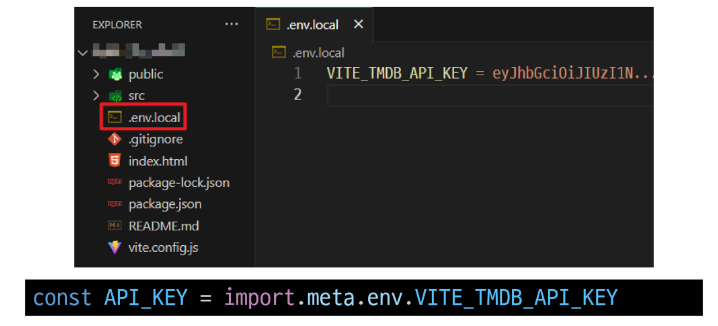 EXPLORER ··· .env.local ×
.env.local
public
1 VITE_TMDB_API_KEY = eyJhbGciOiJIUzI1N...
src
2
.env.local
.gitignore
index.html
package-lock.json
package.json
README.md
vite.config.js
const API_KEY = import.meta.env.VITE_TMDB_API_KEY